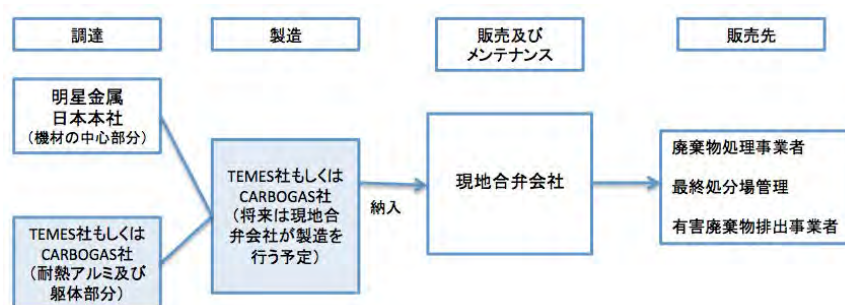 調達
製造
販売及び
メンテナンス
販売先
明星金属
日本本社
（機材の中心部分）
TEMES社もしくは
CARBOGAS社
（耐熱アルミ及び
躯体部分）
TEMES社もしくは
CARBOGAS社
（将来は現地合
弁会社が製造を
行う予定）
納入
現地合弁会社
廃棄物処理事業者
最終処分場管理
有害廃棄物排出事業者